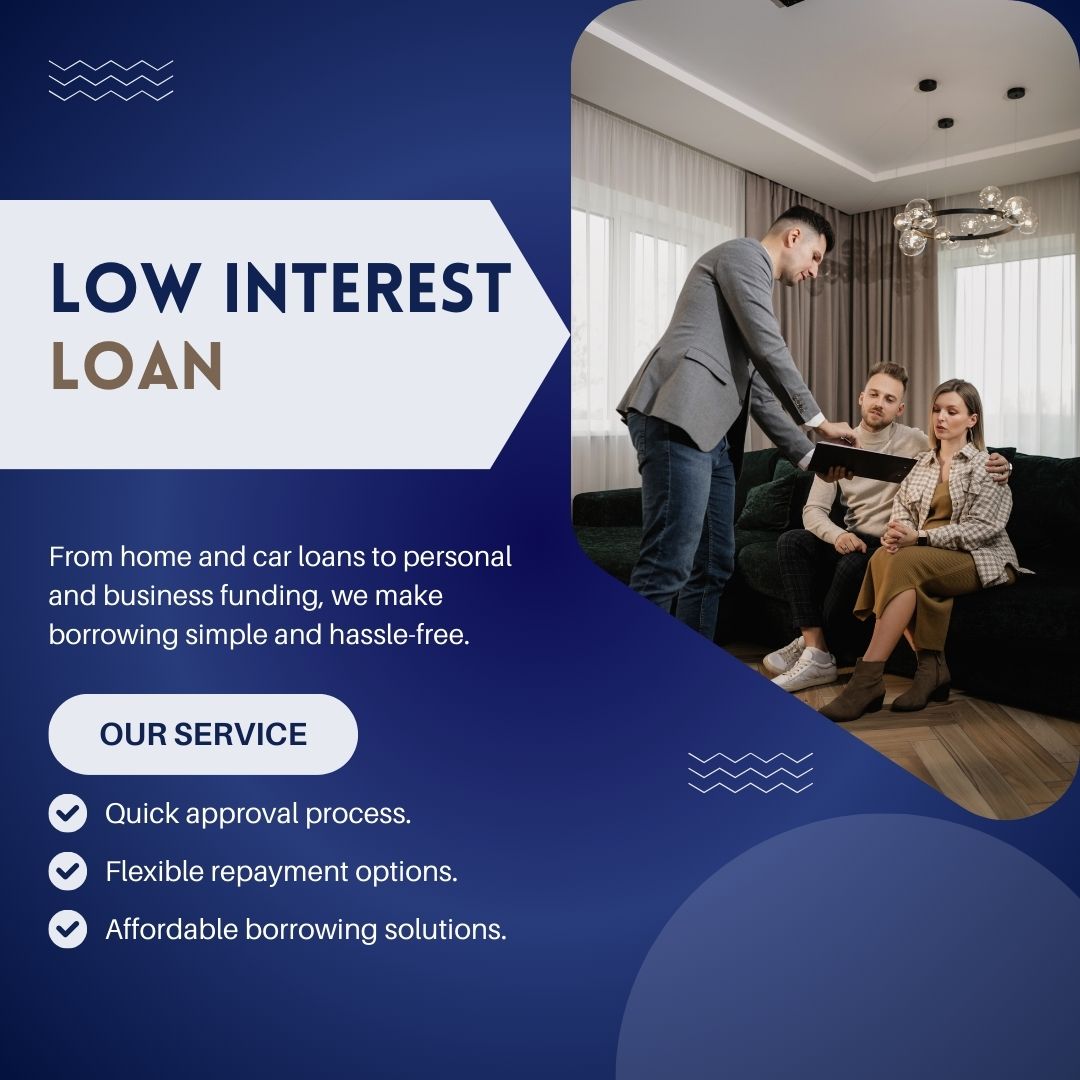 LOW INTEREST
LOAN
From home and car loans to personal
and business funding, we make
borrowing simple and hassle-free.
OUR SERVICE
Quick approval process.
Flexible repayment options.
Affordable borrowing solutions.